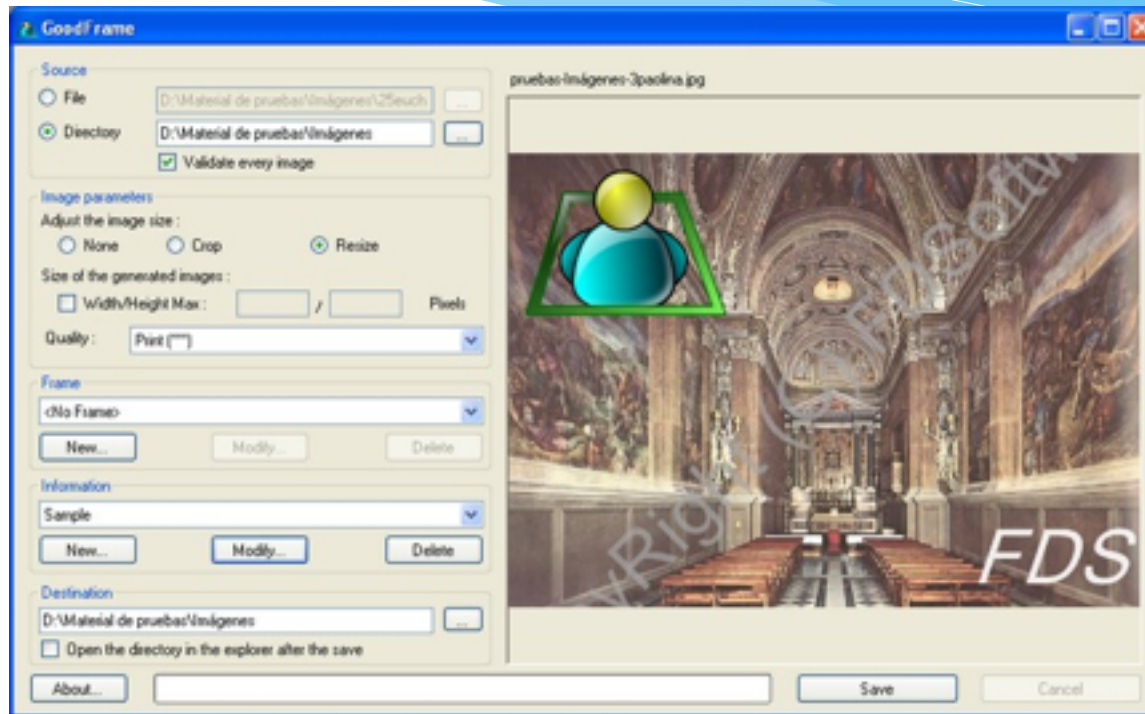 GoodFrame
Source
File
D:\Material de pruebas\Imágenes\25euch ...
Directory
D:\Material de pruebas\Imágenes ...
Validate every image
Image parameters
Adjust the image size :
None Crop Resize
Size of the generated images :
Width/Height Max : / Pixels
Quality : Print (***)
Frame
<No Frame>
New... Modify... Delete
Information
Sample
New... Modify... Delete
Destination
D:\Material de pruebas\Imágenes ...
Open the directory in the explorer after the save
About... Save Cancel
pruebas-Imágenes-3paolina.jpg
FDS